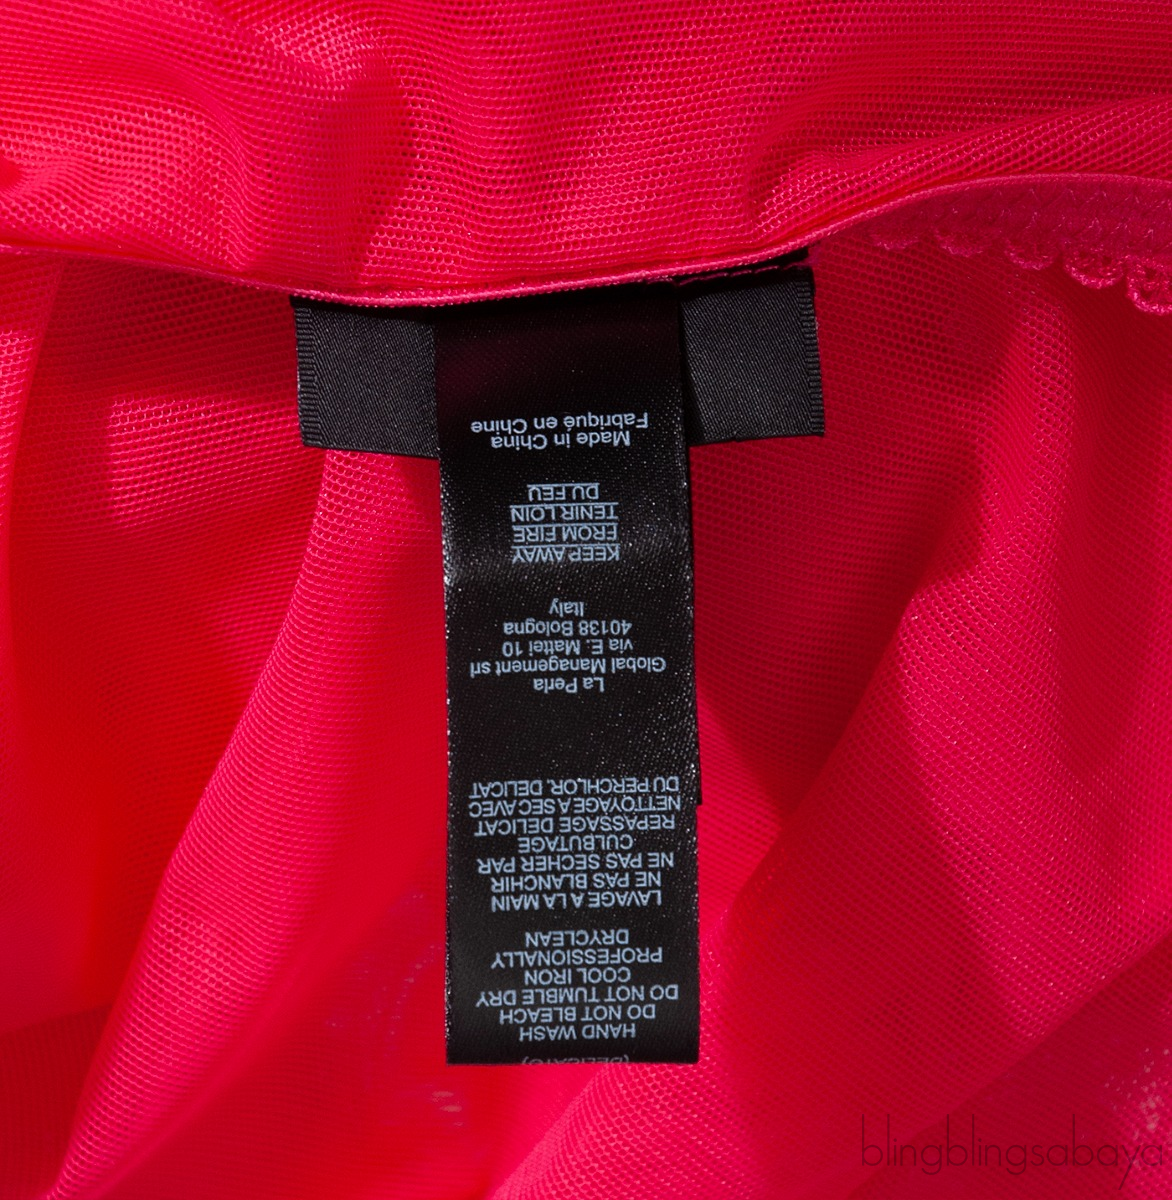 (DELICATO)
HAND WASH
DO NOT BLEACH
DO NOT TUMBLE DRY
COOL IRON
PROFESSIONALLY
DRYCLEAN
LAVAGE A LA MAIN
NE PAS BLANCHIR
NE PAS SECHER PAR
CULBUTAGE
REPASSAGE DELICAT
NETTOYAGE A SEC AVEC
DU PERCHLOR. DELICAT
La Perla
Global Management srl
via E. Mattei 10
40138 Bologna
Italy
KEEP AWAY
FROM FIRE
TENIR LOIN
DU FEU
Made in China
Fabriqué en Chine
blingblingsabaya